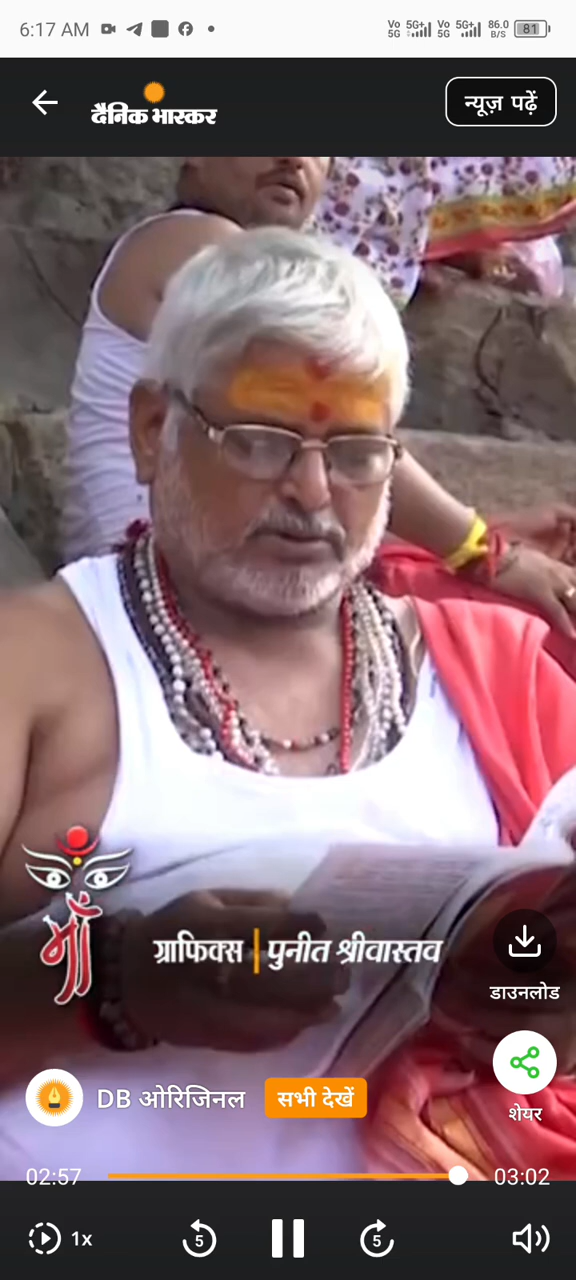 6:17 AM Vo 5G 5G+ Vo 5G 5G+ 86.0 B/S 81
दैनिक भास्कर न्यूज़ पढ़ें
माँ
ग्राफिक्स | पुनीत श्रीवास्तव
डाउनलोड
DB ओरिजिनल सभी देखें
शेयर
02:57 03:02
1x 5 5